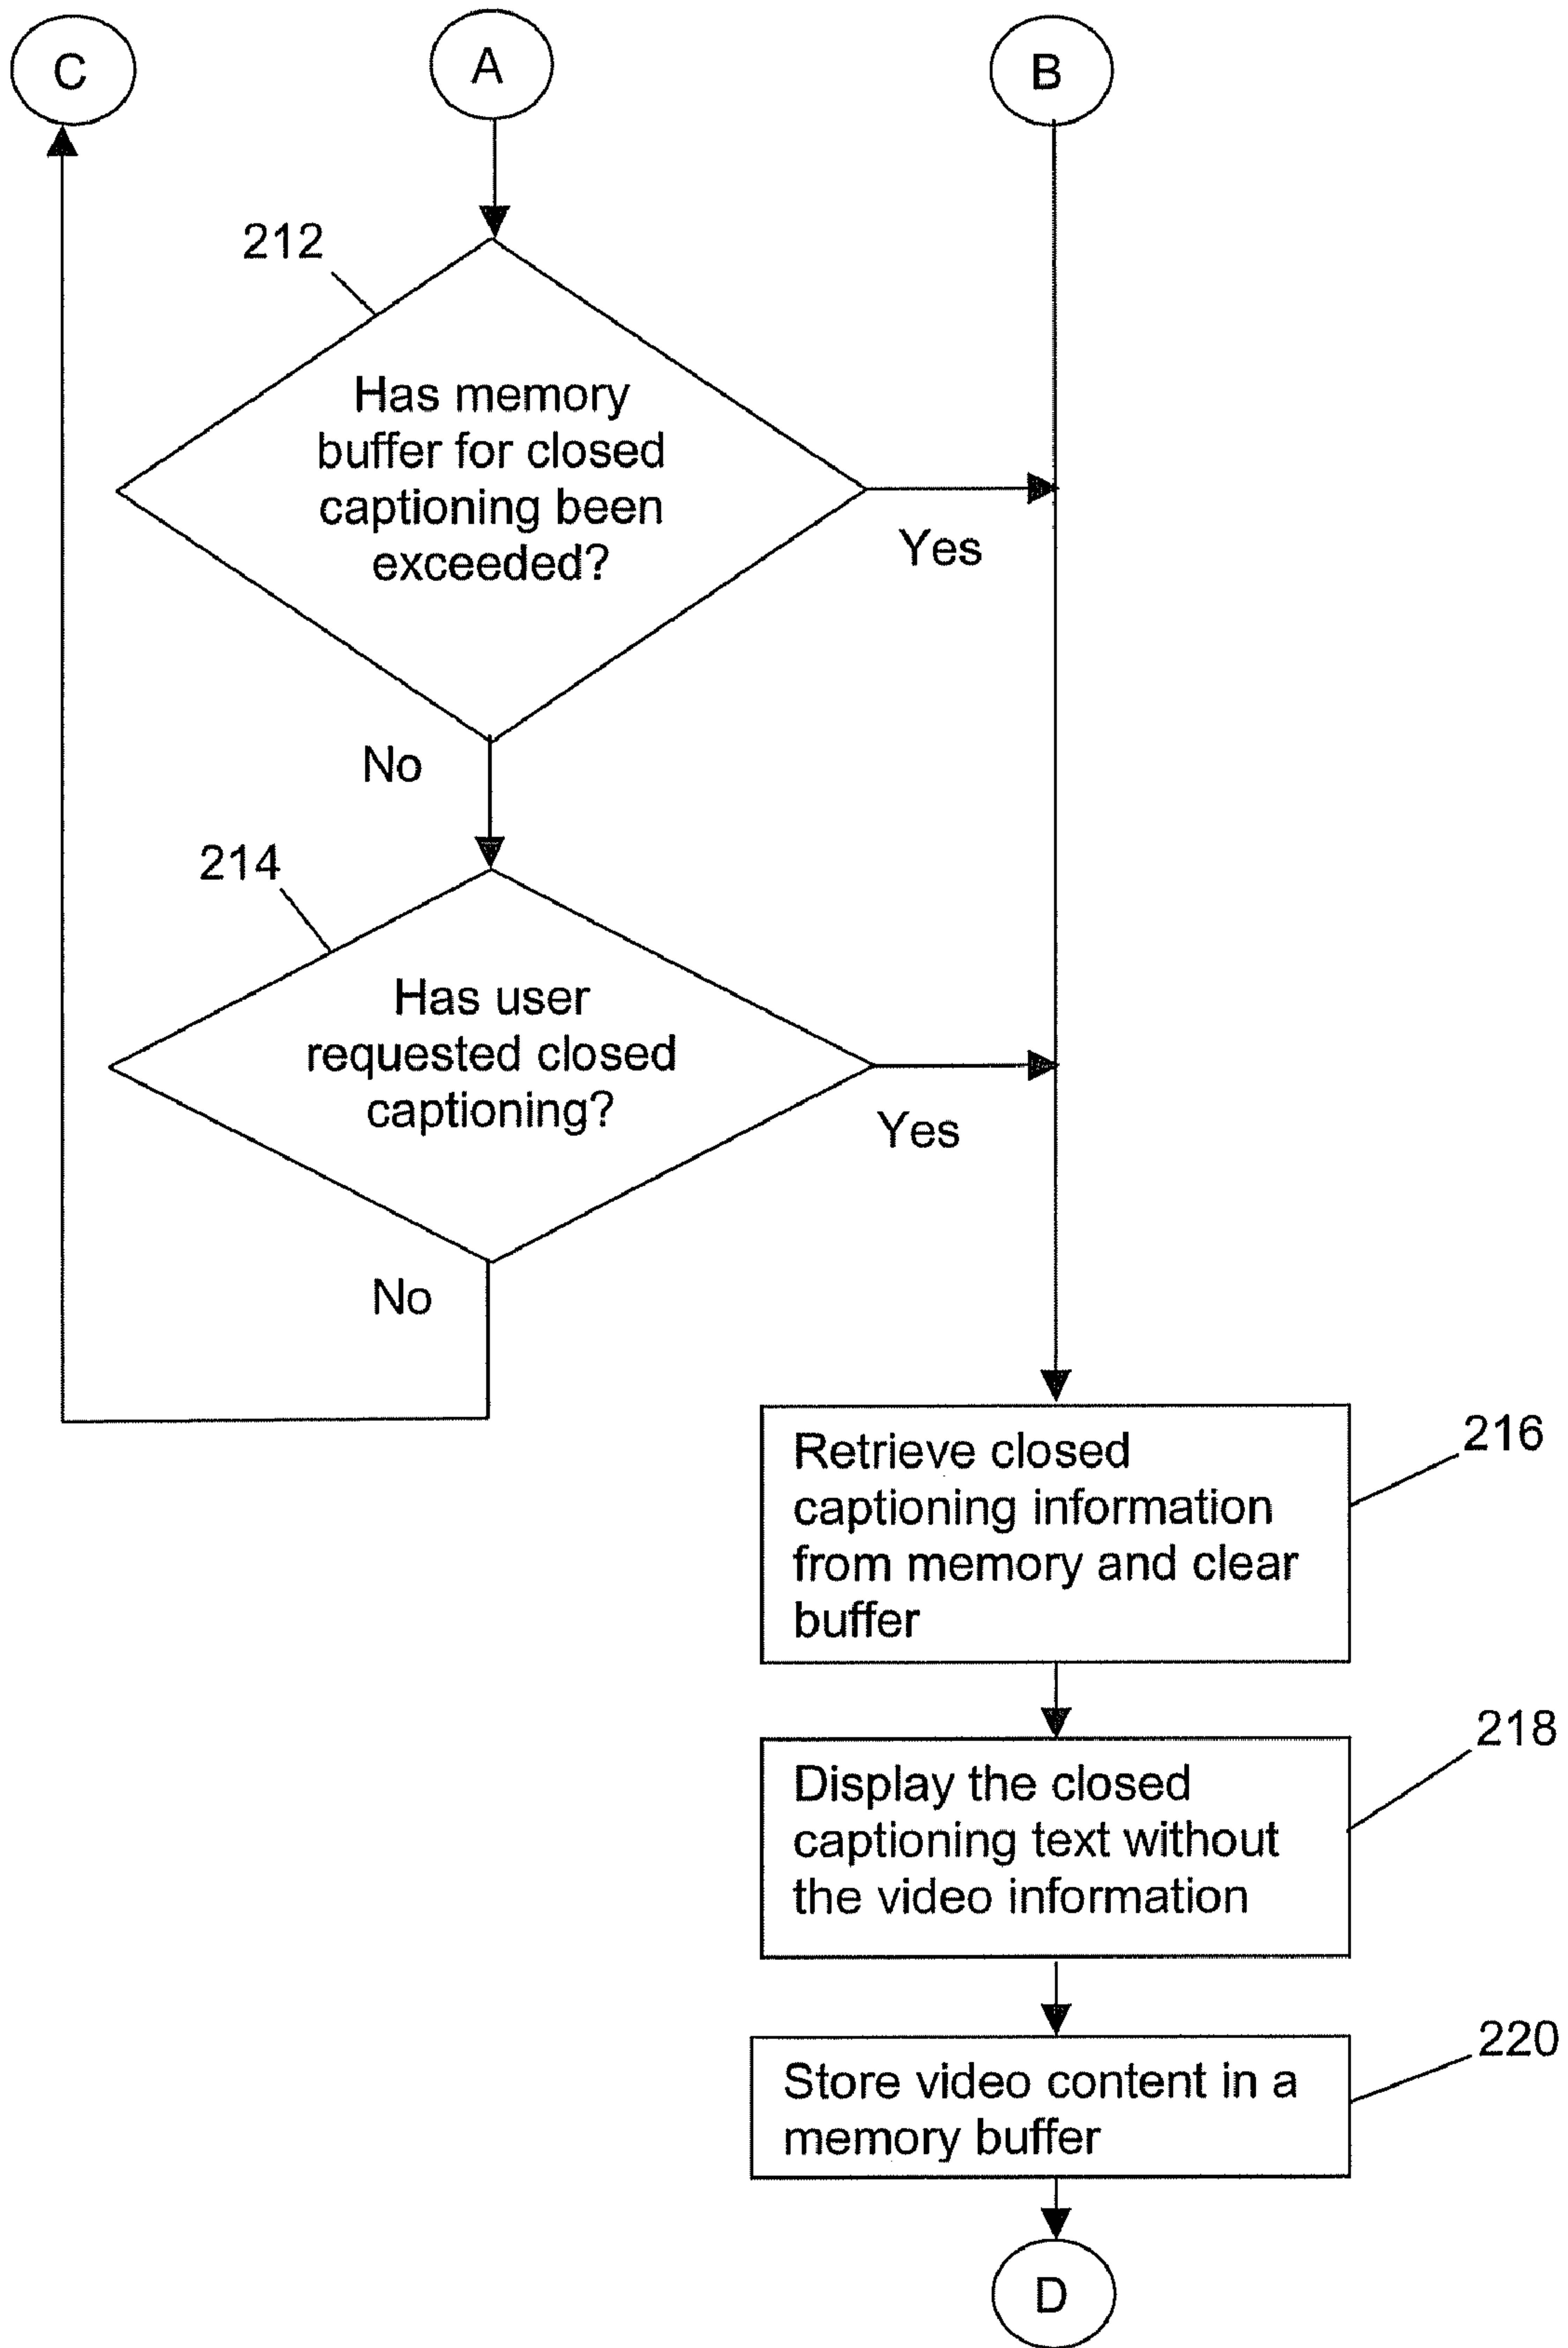 C
A
B
212
Has memory
buffer for closed
captioning been
exceeded?
Yes
No
214
Has user
requested closed
captioning?
Yes
No
216
Retrieve closed
captioning information
from memory and clear
buffer
218
Display the closed
captioning text without
the video information
220
Store video content in a
memory buffer
D